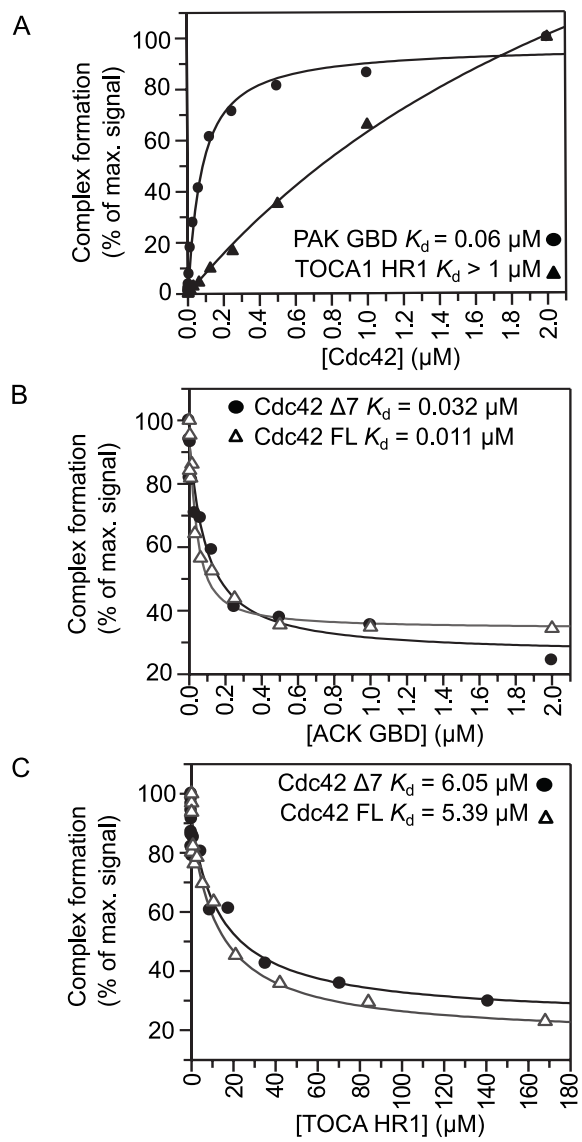 A
Complex formation
(% of max. signal)
100
80
60
40
20
0
PAK GBD Kd = 0.06 µM
TOCA1 HR1 Kd > 1 µM
0.0
0.2
0.4
0.6
0.8
1.0
1.2
1.4
1.6
1.8
2.0
[Cdc42] (µM)
B
Complex formation
(% of max. signal)
100
80
60
40
20
Cdc42 Δ7 Kd = 0.032 µM
Cdc42 FL Kd = 0.011 µM
0.0
0.2
0.4
0.6
0.8
1.0
1.2
1.4
1.6
1.8
2.0
[ACK GBD] (µM)
C
Complex formation
(% of max. signal)
100
80
60
40
20
Cdc42 Δ7 Kd = 6.05 µM
Cdc42 FL Kd = 5.39 µM
0
20
40
60
80
100
120
140
160
180
[TOCA HR1] (µM)